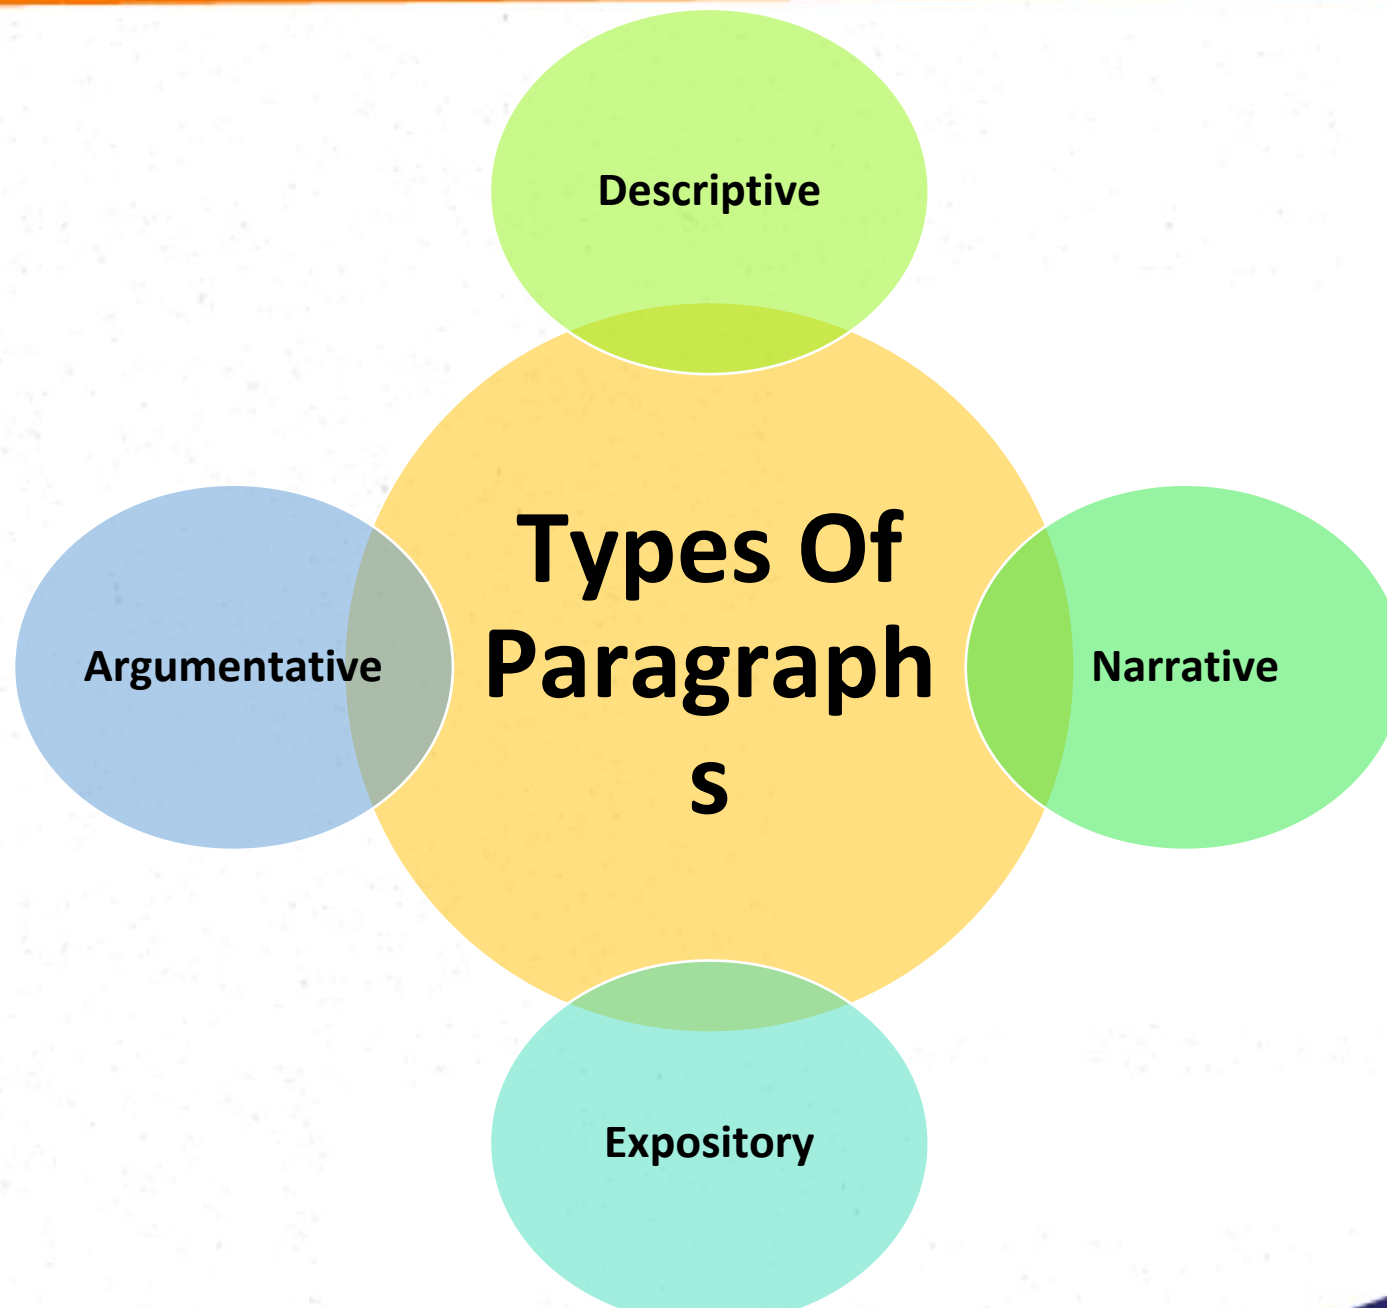 Descriptive
Types Of
Paragraph
s
Argumentative
Narrative
Expository